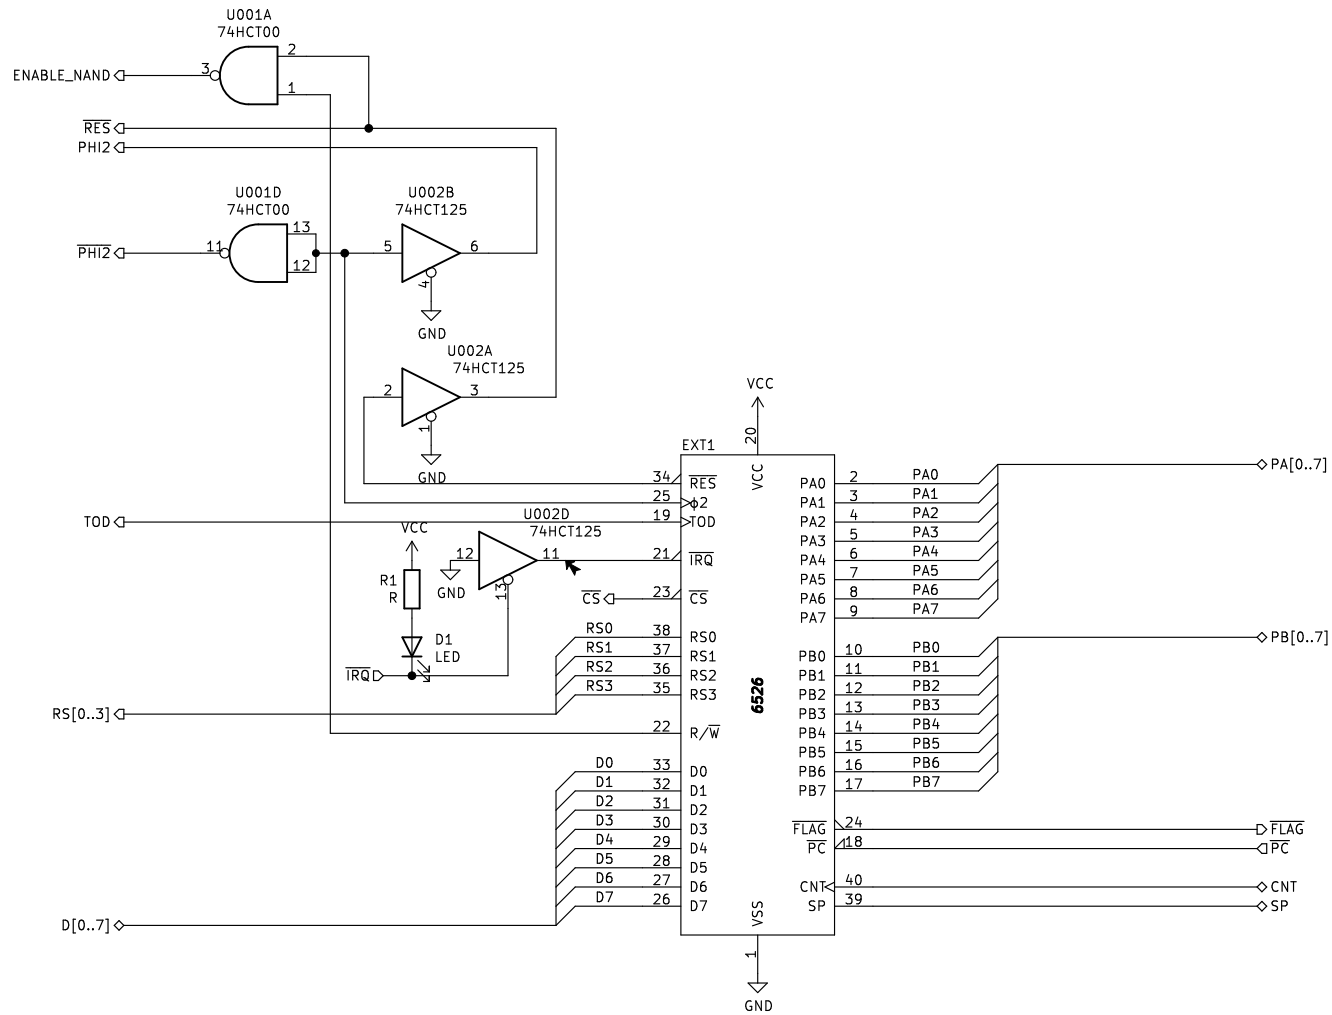 U001A
74HCT00
2
3
ENABLE_NAND
1
RES
PHI2
U001D
74HCT00
U002B
74HCT125
13
11
PHI2
12
5
6
4
GND
U002A
74HCT125
2
3
1
GND
VCC
20
EXT1
VCC
34
RES
25
ϕ2
19
TOD
TOD
U002D
74HCT125
VCC
12
11
21
IRQ
GND
13
R1
R
CS
23
CS
D1
LED
IRQ
RS0
38
RS0
RS1
37
RS1
RS2
36
RS2
RS3
35
RS3
RS[0..3]
22
R/W
D0
33
D0
D1
32
D1
D2
31
D2
D3
30
D3
D4
29
D4
D5
28
D5
D6
27
D6
D7
26
D7
D[0..7]
6526
PA0
2
PA0
PA1
3
PA1
PA2
4
PA2
PA3
5
PA3
PA4
6
PA4
PA5
7
PA5
PA6
8
PA6
PA7
9
PA7
PA[0..7]
PB0
10
PB0
PB1
11
PB1
PB2
12
PB2
PB3
13
PB3
PB4
14
PB4
PB5
15
PB5
PB6
16
PB6
PB7
17
PB7
PB[0..7]
FLAG
24
FLAG
PC
18
PC
CNT
40
CNT
SP
39
SP
VSS
1
GND